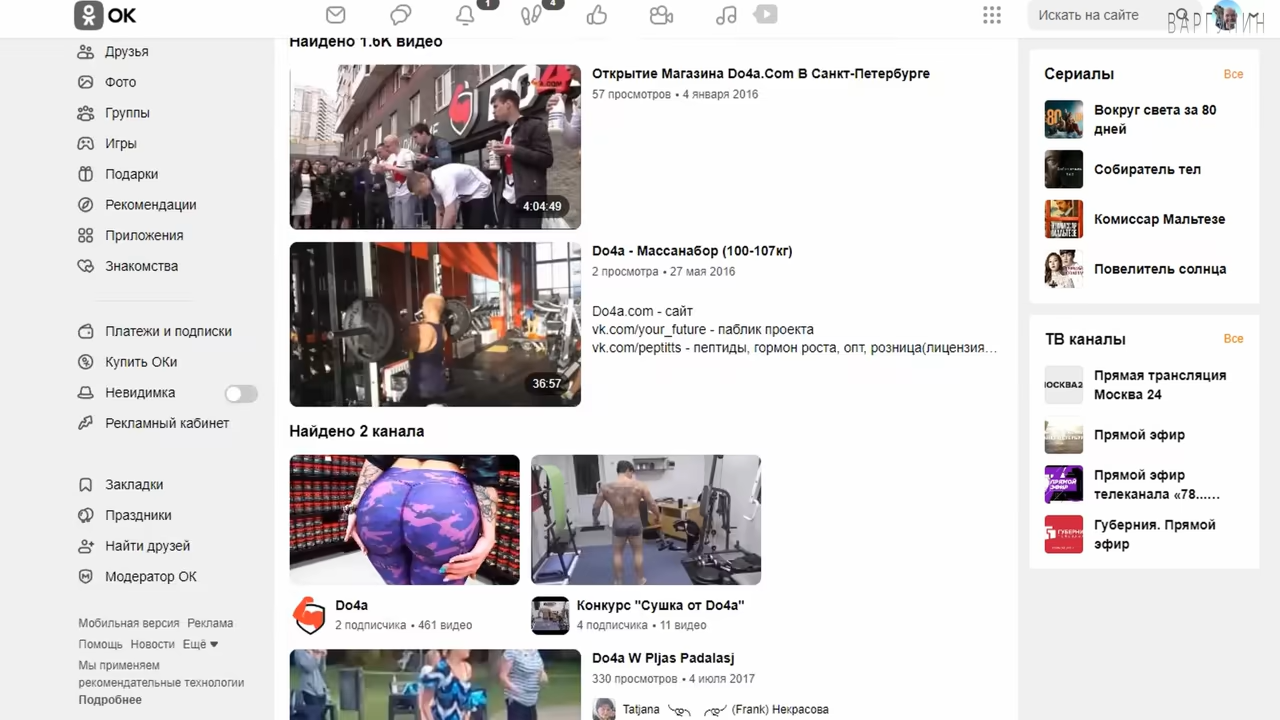 ОК
1
4
Искать на сайте
ВАРГУНИН
Друзья
Фото
Группы
Игры
Подарки
Рекомендации
Приложения
Знакомства
Платежи и подписки
Купить ОКи
Невидимка
Рекламный кабинет
Закладки
Праздники
Найти друзей
Модератор ОК
Мобильная версия Реклама
Помощь Новости Ещё
Мы применяем
рекомендательные технологии
Подробнее
Найдено 1.6K видео
4:04:49
Открытие Магазина Do4a.Com В Санкт-Петербурге
57 просмотров • 4 января 2016
36:57
Do4a - Массанабор (100-107кг)
2 просмотра • 27 мая 2016
Do4a.com - сайт
vk.com/your_future - паблик проекта
vk.com/peptitts - пептиды, гормон роста, опт, розница(лицензия…
Найдено 2 канала
Do4a
2 подписчика • 461 видео
Конкурс "Сушка от Do4a"
4 подписчика • 11 видео
Do4a W Pljas Padalasj
330 просмотров • 4 июля 2017
Tatjana (Frank) Некрасова
Сериалы
Все
Вокруг света за 80
дней
Собиратель тел
Комиссар Мальтезе
Повелитель солнца
ТВ каналы
Все
Прямая трансляция
Москва 24
Прямой эфир
Прямой эфир
телеканала «78......
Губерния. Прямой
эфир